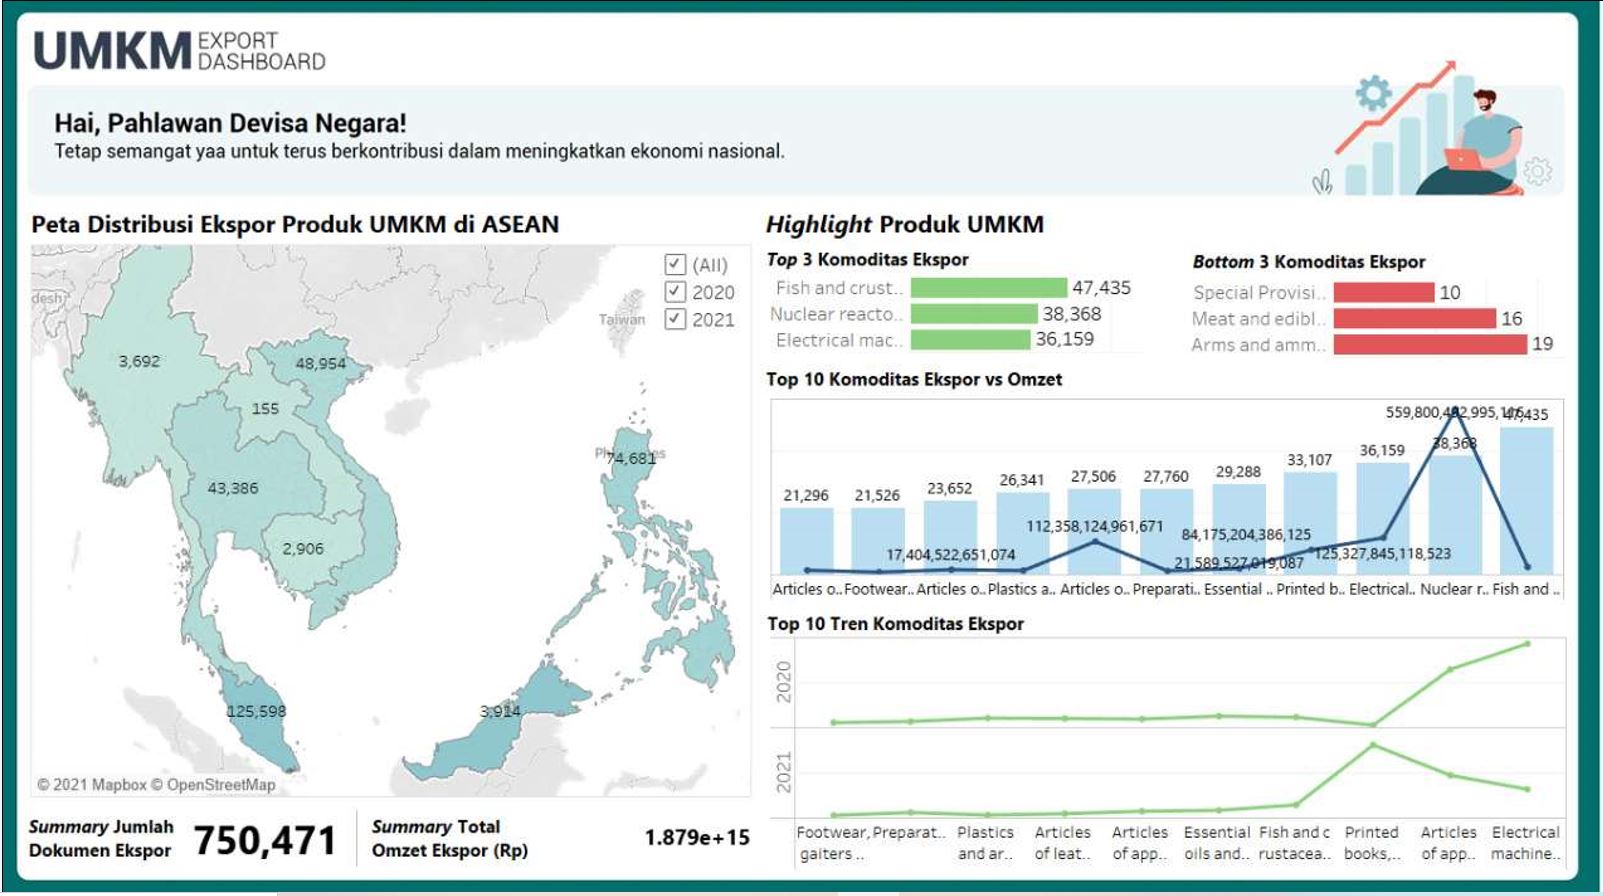 UMKM EXPORT
DASHBOARD
Hai, Pahlawan Devisa Negara!
Tetap semangat yaa untuk terus berkontribusi dalam meningkatkan ekonomi nasional.
Peta Distribusi Ekspor Produk UMKM di ASEAN
(All)
2020
2021
desh
Taiwan
3,692
48,954
155
74,681
43,386
2,906
125,598
3,914
© 2021 Mapbox © OpenStreetMap
Summary Jumlah
Dokumen Ekspor
750,471
Summary Total
Omzet Ekspor (Rp)
1.879e+15
Highlight Produk UMKM
Top 3 Komoditas Ekspor
Fish and crust.. 47,435
Nuclear reacto.. 38,368
Electrical mac.. 36,159
Bottom 3 Komoditas Ekspor
Special Provisi.. 10
Meat and edibl.. 16
Arms and amm.. 19
Top 10 Komoditas Ekspor vs Omzet
47,435
38,368
36,159
33,107
21,296 21,526 23,652 26,341 27,506 27,760 29,288
112,358,124,961,671
84,175,204,386,125
17,404,522,651,074
125,327,845,118,523
21,589,527,019,087
Articles o.. Footwear.. Articles o.. Plastics a.. Articles o.. Preparati.. Essential .. Printed b.. Electrical.. Nuclear r.. Fish and ..
Top 10 Tren Komoditas Ekspor
2020
2021
Footwear, Preparat.. Plastics Articles Articles Essential Fish and c Printed Articles Electrical
gaiters .. and ar.. of leat.. of app.. oils and.. rustacea.. books,.. of app.. machine..